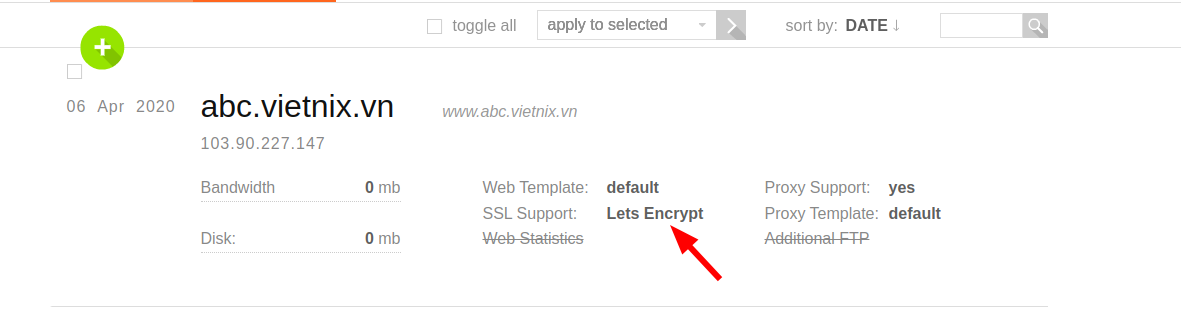 toggle all apply to selected sort by: DATE ↓
+
06 Apr 2020 abc.vietnix.vn www.abc.vietnix.vn
103.90.227.147
Bandwidth 0 mb Web Template: default Proxy Support: yes
SSL Support: Lets Encrypt Proxy Template: default
Disk: 0 mb Web Statistics Additional FTP